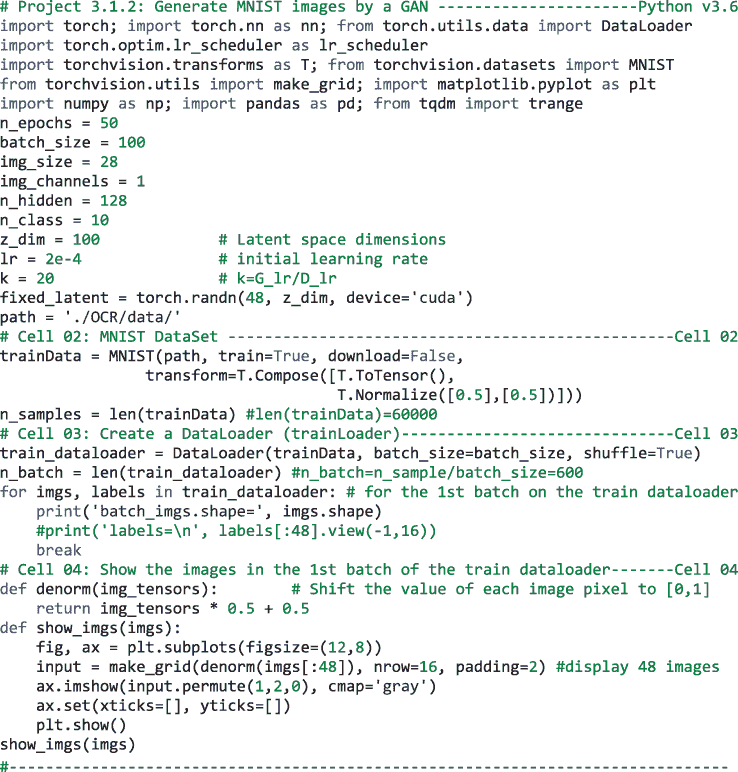 # Project 3.1.2: Generate MNIST images by a GAN ----------------------Python v3.6
import torch; import torch.nn as nn; from torch.utils.data import DataLoader
import torch.optim.lr_scheduler as lr_scheduler
import torchvision.transforms as T; from torchvision.datasets import MNIST
from torchvision.utils import make_grid; import matplotlib.pyplot as plt
import numpy as np; import pandas as pd; from tqdm import trange
n_epochs = 50
batch_size = 100
img_size = 28
img_channels = 1
n_hidden = 128
n_class = 10
z_dim = 100             # Latent space dimensions
lr = 2e-4               # initial learning rate
k = 20                  # k=G_lr/D_lr
fixed_latent = torch.randn(48, z_dim, device='cuda')
path = './OCR/data/'
# Cell 02: MNIST DataSet -------------------------------------------------Cell 02
trainData = MNIST(path, train=True, download=False,
                transform=T.Compose([T.ToTensor(),
                                     T.Normalize([0.5],[0.5])]))
n_samples = len(trainData) #len(trainData)=60000
# Cell 03: Create a DataLoader (trainLoader)------------------------------Cell 03
train_dataloader = DataLoader(trainData, batch_size=batch_size, shuffle=True)
n_batch = len(train_dataloader) #n_batch=n_sample/batch_size=600
for imgs, labels in train_dataloader: # for the 1st batch on the train dataloader
    print('batch_imgs.shape=', imgs.shape)
    #print('labels=\n', labels[:48].view(-1,16))
    break
# Cell 04: Show the images in the 1st batch of the train dataloader-------Cell 04
def denorm(img_tensors):        # Shift the value of each image pixel to [0,1]
    return img_tensors * 0.5 + 0.5
def show_imgs(imgs):
    fig, ax = plt.subplots(figsize=(12,8))
    input = make_grid(denorm(imgs[:48]), nrow=16, padding=2) #display 48 images
    ax.imshow(input.permute(1,2,0), cmap='gray')
    ax.set(xticks=[], yticks=[])
    plt.show()
show_imgs(imgs)
#-------------------------------------------------------------------------------